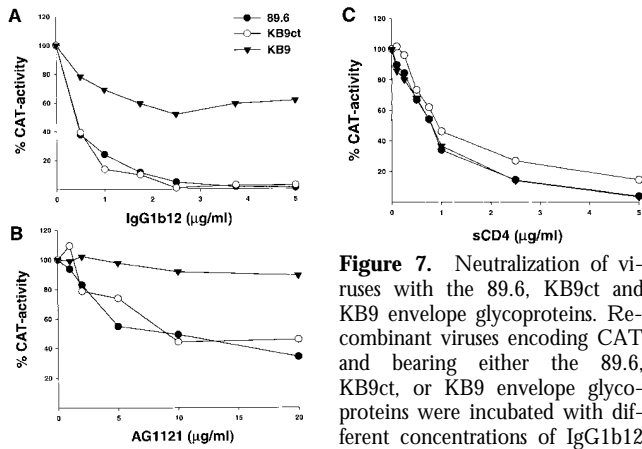 A
120
100
80
60
40
20
% CAT-activity
0 1 2 3 4 5
IgG1b12 (µg/ml)
89.6
KB9ct
KB9
B
120
100
80
60
40
20
% CAT-activity
0 5 10 15 20
AG1121 (µg/ml)
C
120
100
80
60
40
20
% CAT-activity
0 1 2 3 4 5
sCD4 (µg/ml)
Figure 7. Neutralization of vi-
ruses with the 89.6, KB9ct and
KB9 envelope glycoproteins. Re-
combinant viruses encoding CAT
and bearing either the 89.6,
KB9ct, or KB9 envelope glyco-
proteins were incubated with dif-
ferent concentrations of IgG1b12